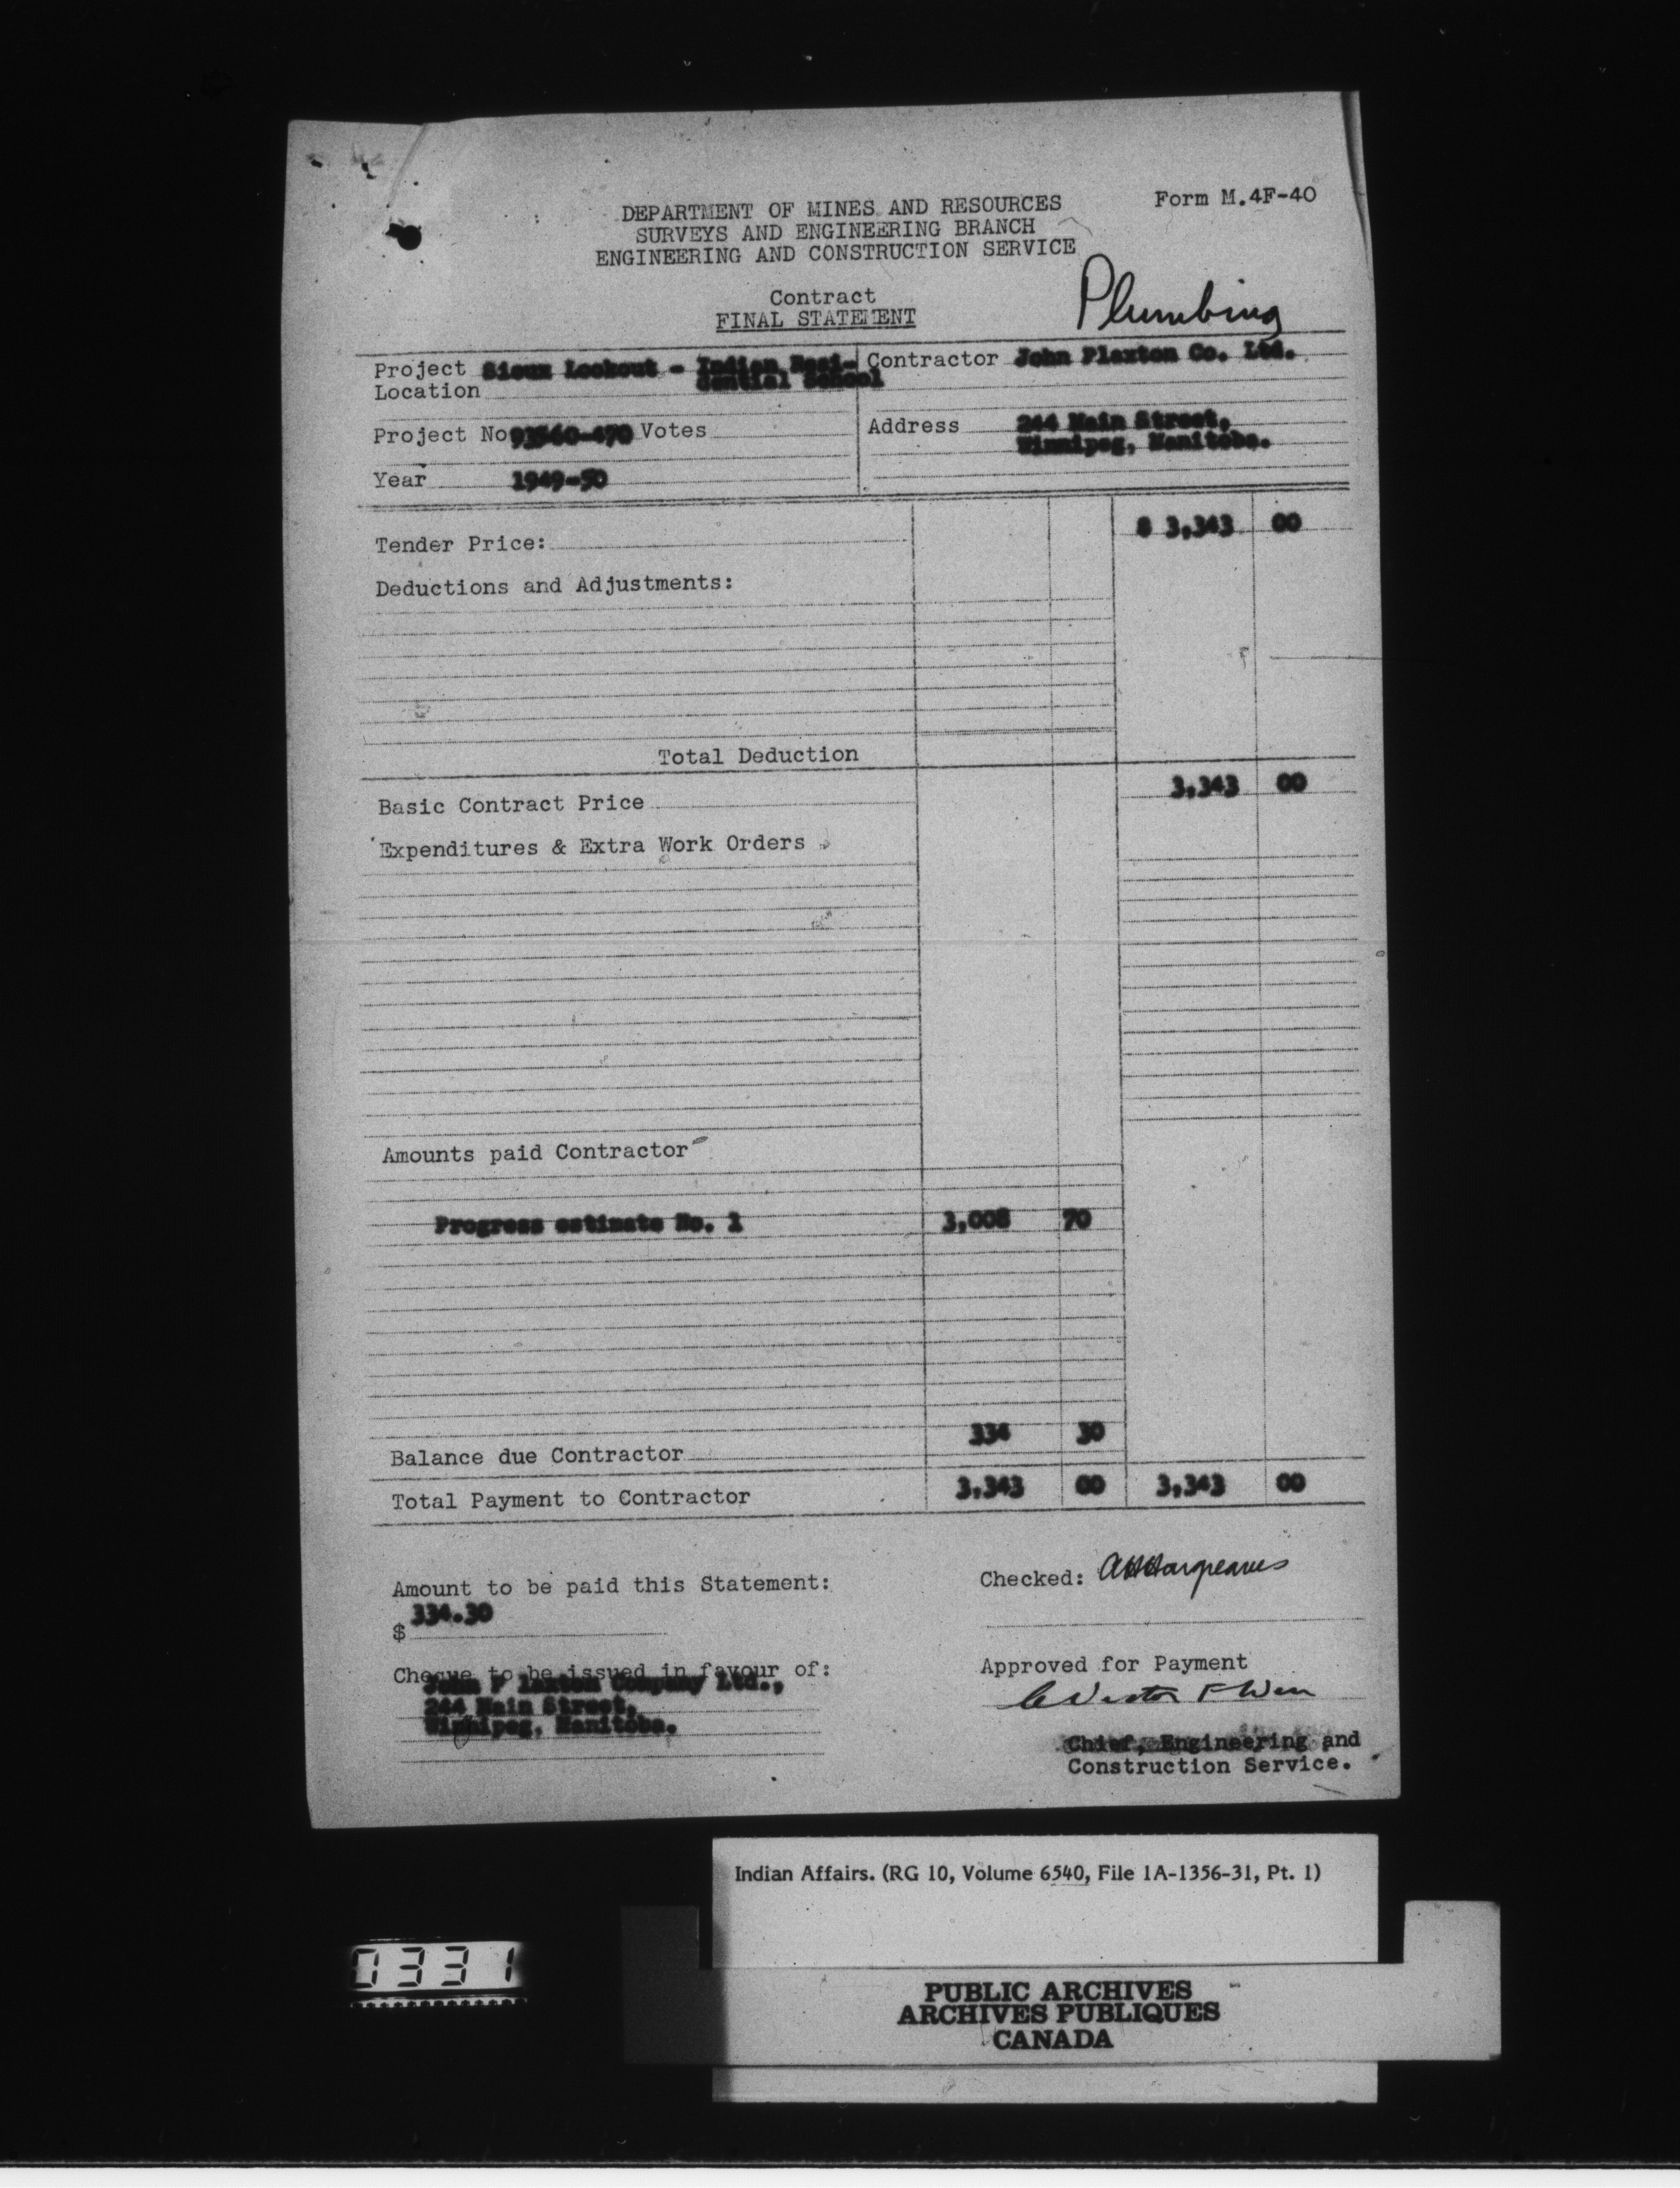 Form M.4F-40
DEPARTMENT OF MINES AND RESOURCES
SURVEYS AND ENGINEERING BRANCH
ENGINEERING AND CONSTRUCTION SERVICE
Contract
FINAL STATEMENT
Plumbing
Project Sioux Lookout - Indian Resi-
dential School
Location
Contractor John Plaxton Co. Ltd.
Project No Votes
Address 244 Main Street,
Winnipeg, Manitoba.
Year 1949-50
Tender Price: $ 3,343 00
Deductions and Adjustments:
Total Deduction
Basic Contract Price 3,343 00
Expenditures & Extra Work Orders
Amounts paid Contractor
Progress estimate No. 1 3,008 70
Balance due Contractor 334 30
Total Payment to Contractor 3,343 00 3,343 00
Amount to be paid this Statement:
$ 334.30
Checked: AHHargreaves
Cheque to be issued in favour of:
John P laxton Company Ltd.,
244 Main Street,
Winnipeg, Manitoba.
Approved for Payment
Chief, Engineering and
Construction Service.
Indian Affairs. (RG 10, Volume 6540, File 1A-1356-31, Pt. 1)
0331
PUBLIC ARCHIVES
ARCHIVES PUBLIQUES
CANADA